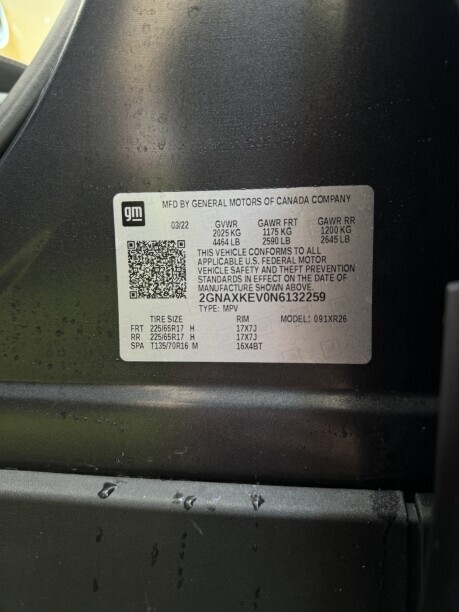 gm
MFD BY GENERAL MOTORS OF CANADA COMPANY
03/22 GVWR GAWR FRT GAWR RR
2025 KG 1175 KG 1200 KG
4464 LB 2590 LB 2645 LB
THIS VEHICLE CONFORMS TO ALL
APPLICABLE U.S. FEDERAL MOTOR
VEHICLE SAFETY AND THEFT PREVENTION
STANDARDS IN EFFECT ON THE DATE OF
MANUFACTURE SHOWN ABOVE.
2GNAXKEV0N6132259
TYPE: MPV
TIRE SIZE RIM MODEL: 091XR26
FRT 225/65R17 H 17X7J
RR 225/65R17 H 17X7J
SPA T135/70R16 M 16X4BT